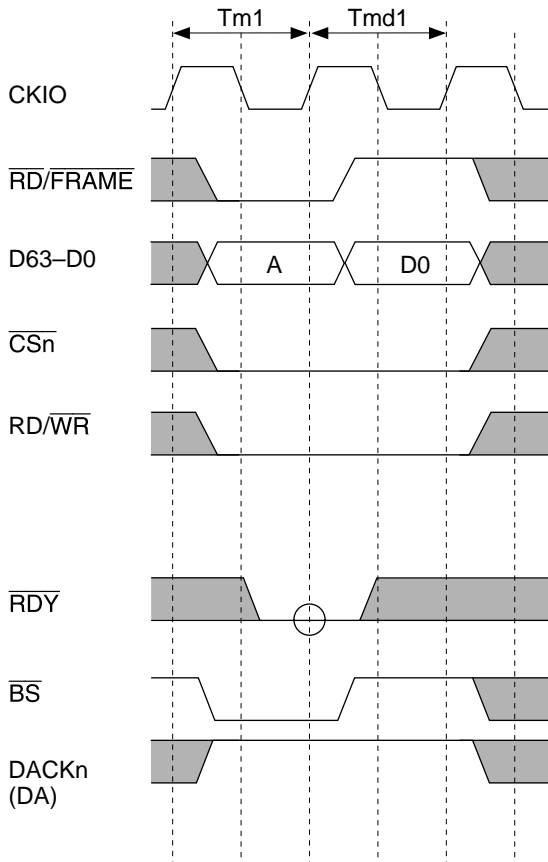 Tm1 Tmd1
CKIO
RD/FRAME
D63–D0
A D0
CSn
RD/WR
RDY
BS
DACKn
(DA)